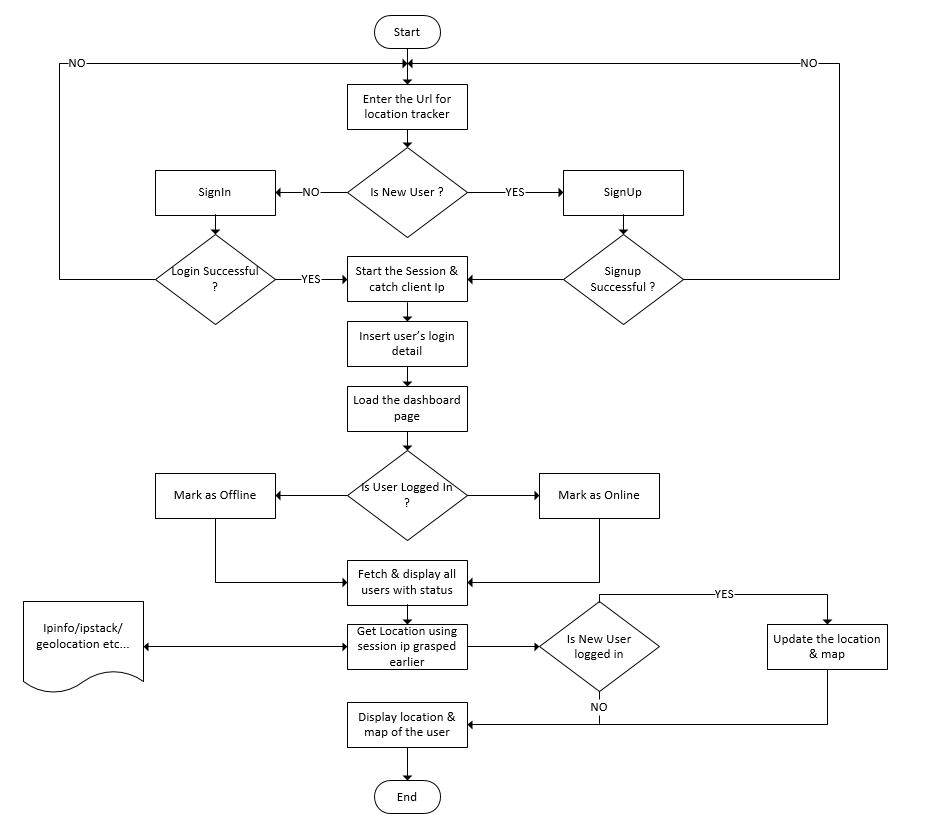 Start
NO
NO
Enter the Url for
location tracker
SignIn
NO
Is New User ?
YES
SignUp
Login Successful
?
YES
Start the Session &
catch client Ip
Signup
Successful ?
Insert user's login
detail
Load the dashboard
page
Mark as Offline
Is User Logged In
?
Mark as Online
Fetch & display all
users with status
YES
Ipinfo/ipstack/
geolocation etc...
Get Location using
session ip grasped
earlier
Is New User
logged in
Update the location
& map
NO
Display location &
map of the user
End